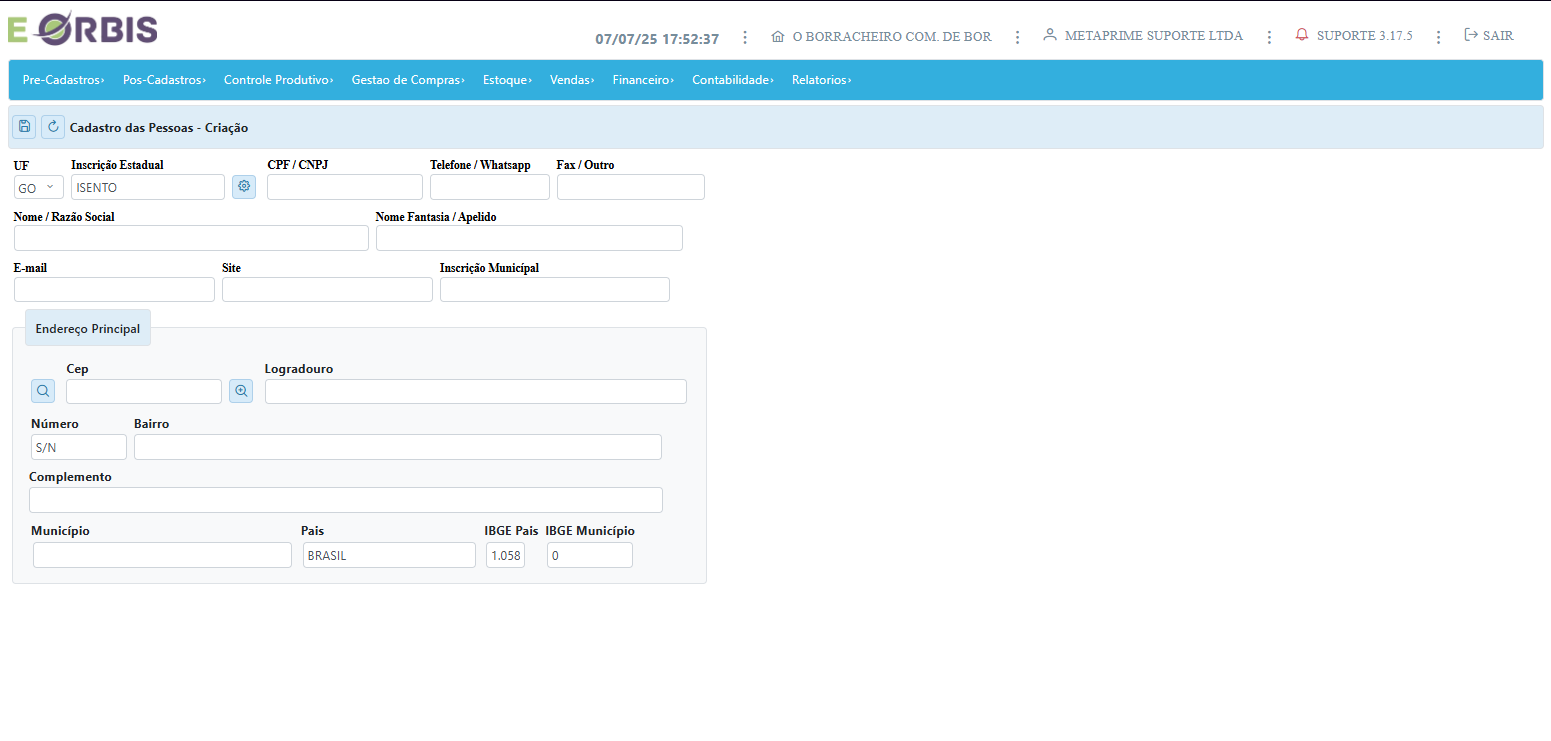 E ORBIS
07/07/25 17:52:37 O BORRACHEIRO COM. DE BOR METAPRIME SUPORTE LTDA SUPORTE 3.17.5 SAIR
Pre-Cadastros› Pos-Cadastros› Controle Produtivo› Gestao de Compras› Estoque› Vendas› Financeiro› Contabilidade› Relatorios›
Cadastro das Pessoas - Criação
UF Inscrição Estadual CPF / CNPJ Telefone / Whatsapp Fax / Outro
GO ISENTO
Nome / Razão Social Nome Fantasia / Apelido
E-mail Site Inscrição Municípal
Endereço Principal
Cep Logradouro
Número Bairro
S/N
Complemento
Município Pais IBGE Pais IBGE Município
BRASIL 1.058 0